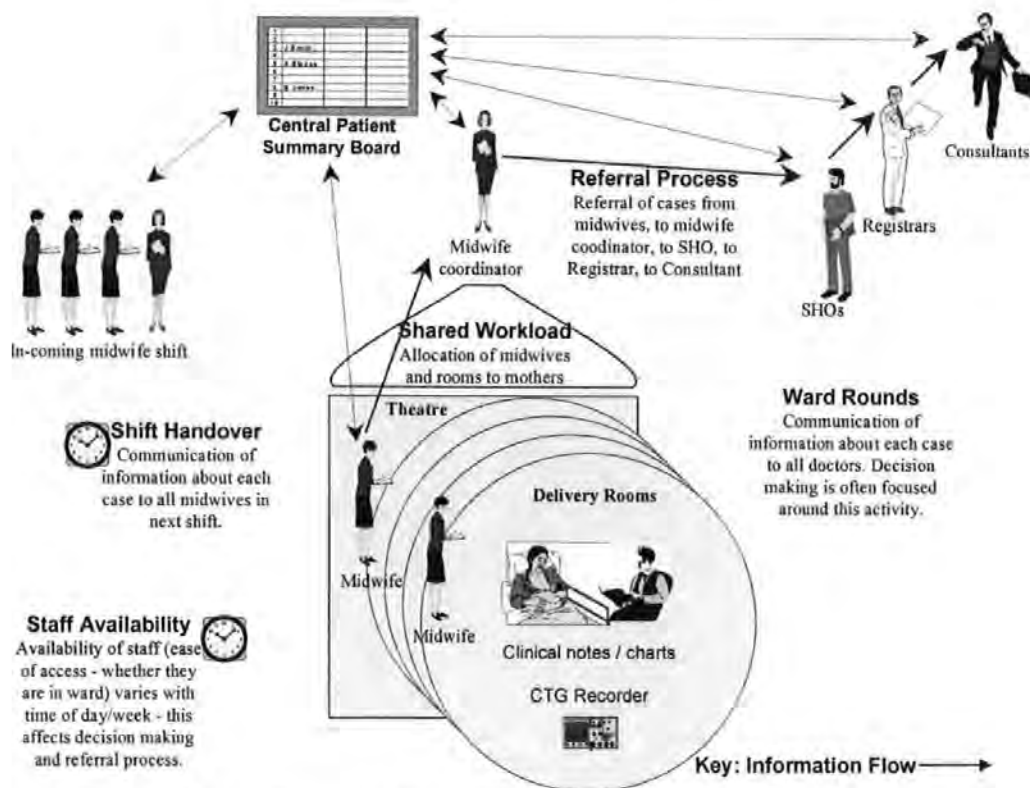 Central Patient
Summary Board
Consultants
Referral Process
Referral of cases from
midwives, to midwife
coodinator, to SHO, to
Registrar, to Consultant
Registrars
Midwife
coordinator
SHOs
In-coming midwife shift
Shared Workload
Allocation of midwives
and rooms to mothers
Theatre
Ward Rounds
Communication of
information about each case
to all doctors. Decision
making is often focused
around this activity.
Shift Handover
Communication of
information about each
case to all midwives in
next shift.
Delivery Rooms
Midwife
Midwife
Staff Availability
Availability of staff (ease
of access - whether they
are in ward) varies with
time of day/week - this
affects decision making
and referral process.
Clinical notes / charts
CTG Recorder
Key: Information Flow